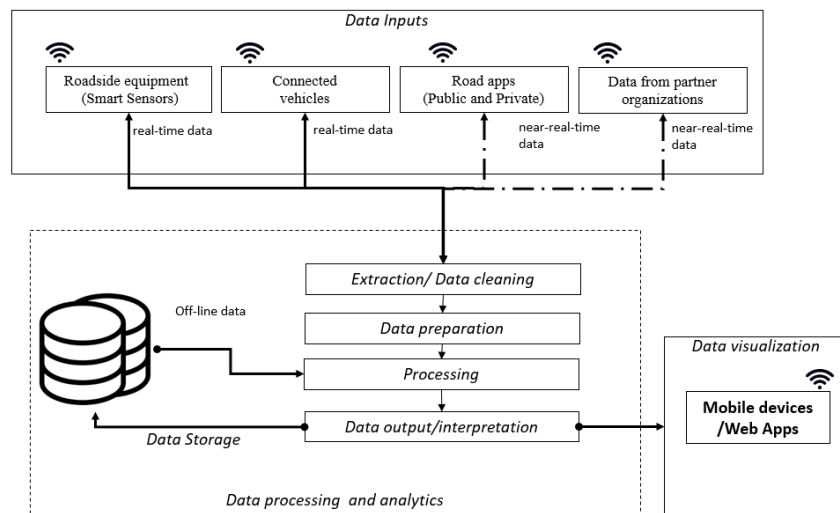 Data Inputs
Roadside equipment
(Smart Sensors)
Connected
vehicles
Road apps
(Public and Private)
Data from partner
organizations
real-time data
real-time data
near-real-time
data
near-real-time
data
Extraction/ Data cleaning
Off-line data
Data preparation
Processing
Data output/interpretation
Data Storage
Data processing  and analytics
Data visualization
Mobile devices
/Web Apps